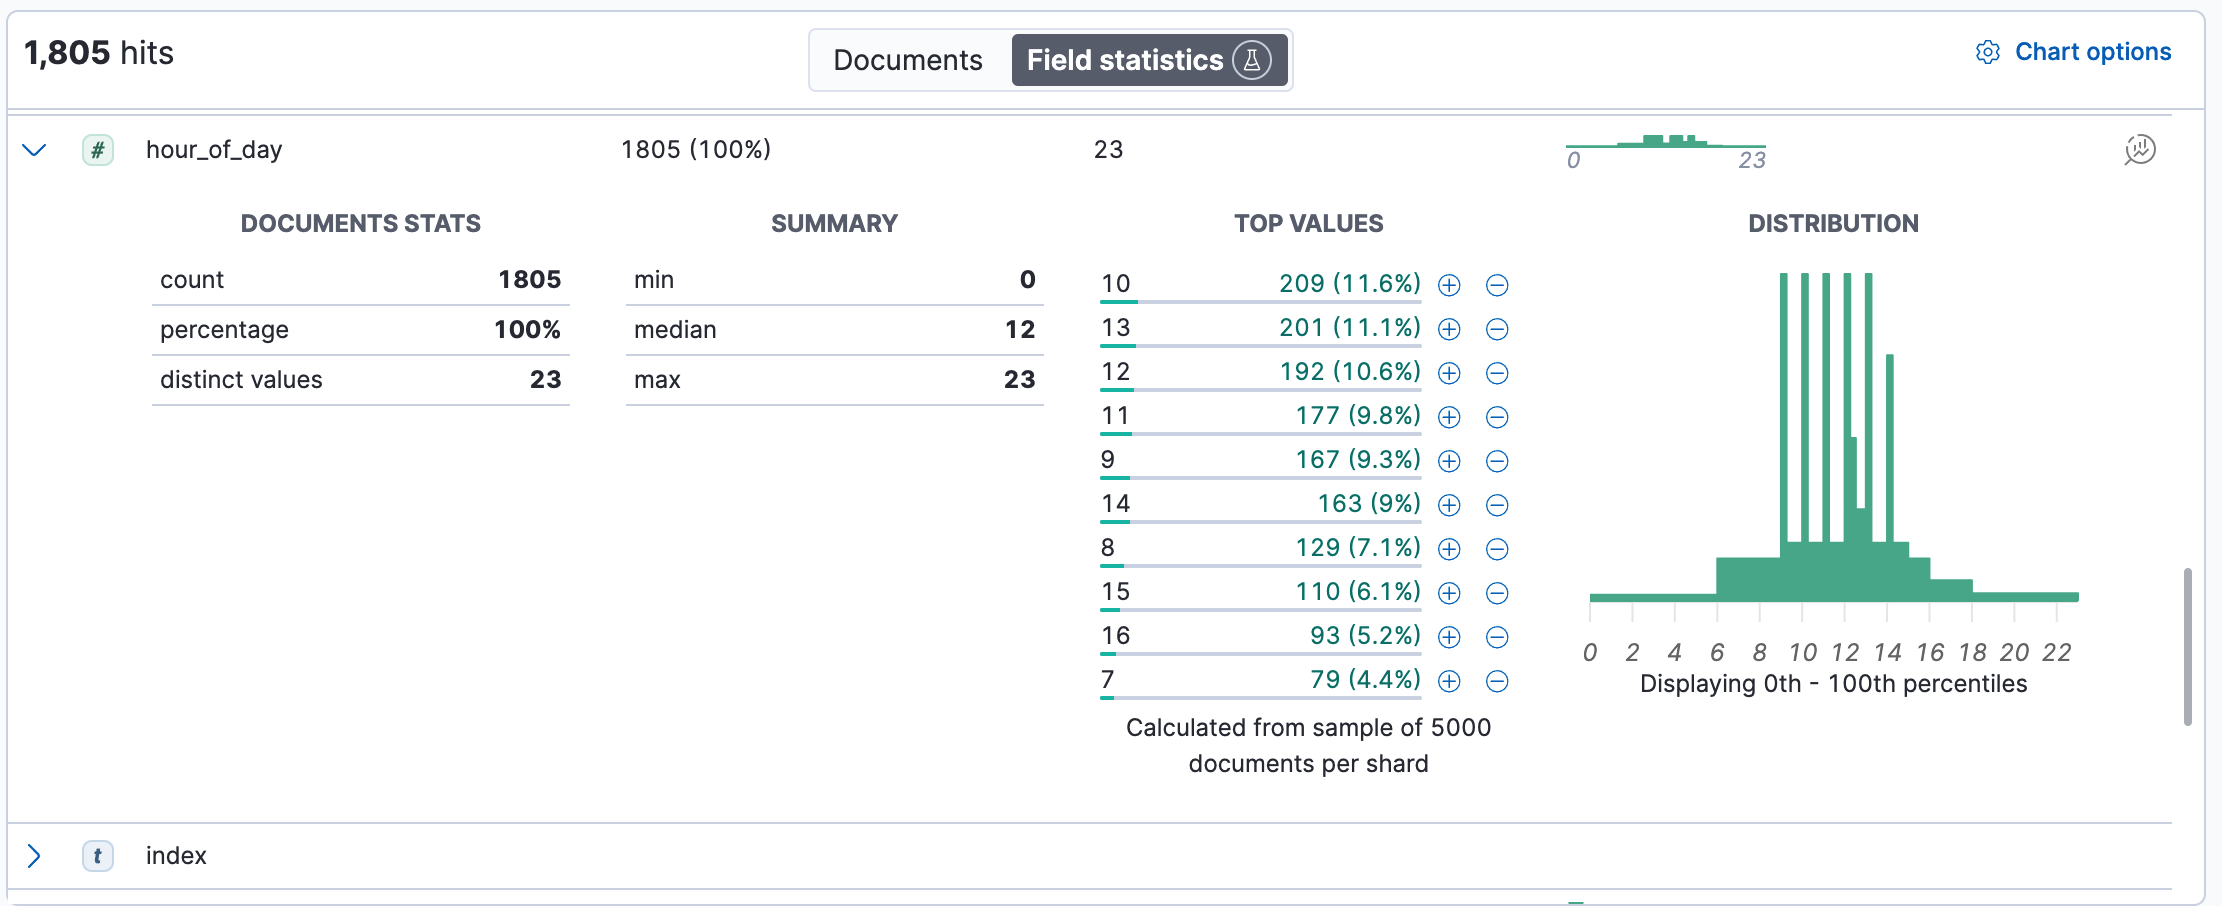 1,805 hits
Documents
Field statistics
Chart options
# hour_of_day 1805 (100%) 23
0 23
DOCUMENTS STATS
count 1805
percentage 100%
distinct values 23
SUMMARY
min 0
median 12
max 23
TOP VALUES
10 209 (11.6%)
13 201 (11.1%)
12 192 (10.6%)
11 177 (9.8%)
9 167 (9.3%)
14 163 (9%)
8 129 (7.1%)
15 110 (6.1%)
16 93 (5.2%)
7 79 (4.4%)
Calculated from sample of 5000
documents per shard
DISTRIBUTION
0 2 4 6 8 10 12 14 16 18 20 22
Displaying 0th - 100th percentiles
t index